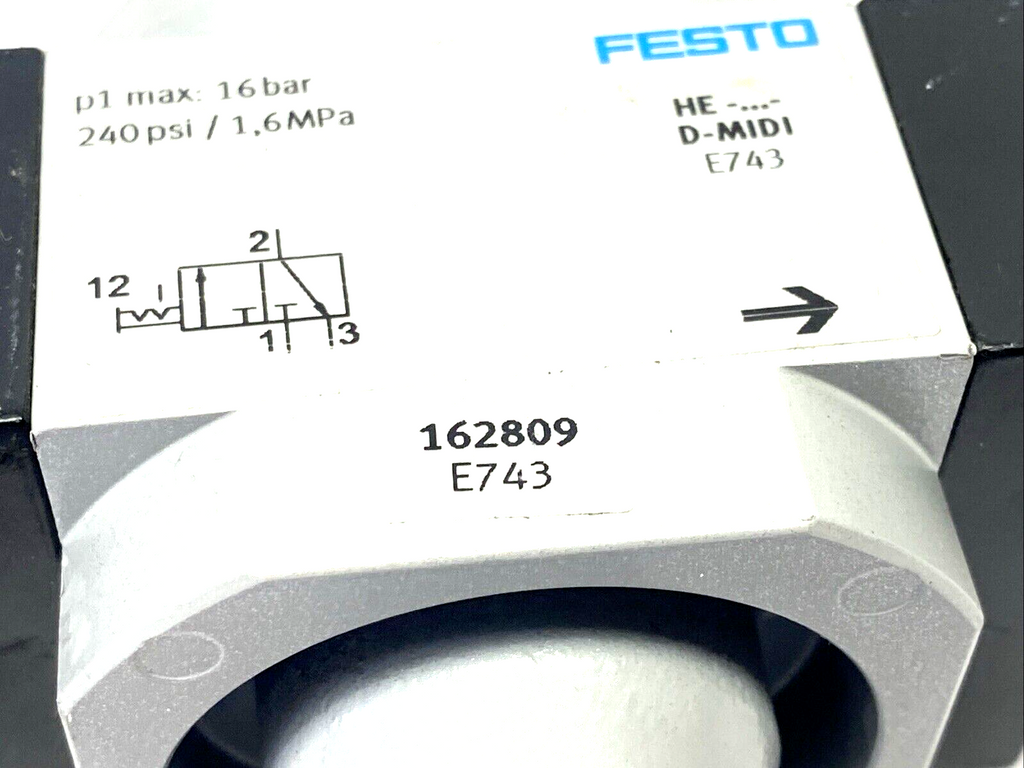 FESTO
p1 max: 16 bar
240 psi / 1,6 MPa
HE -...-
D-MIDI
E743
2
12
1
3
162809
E743